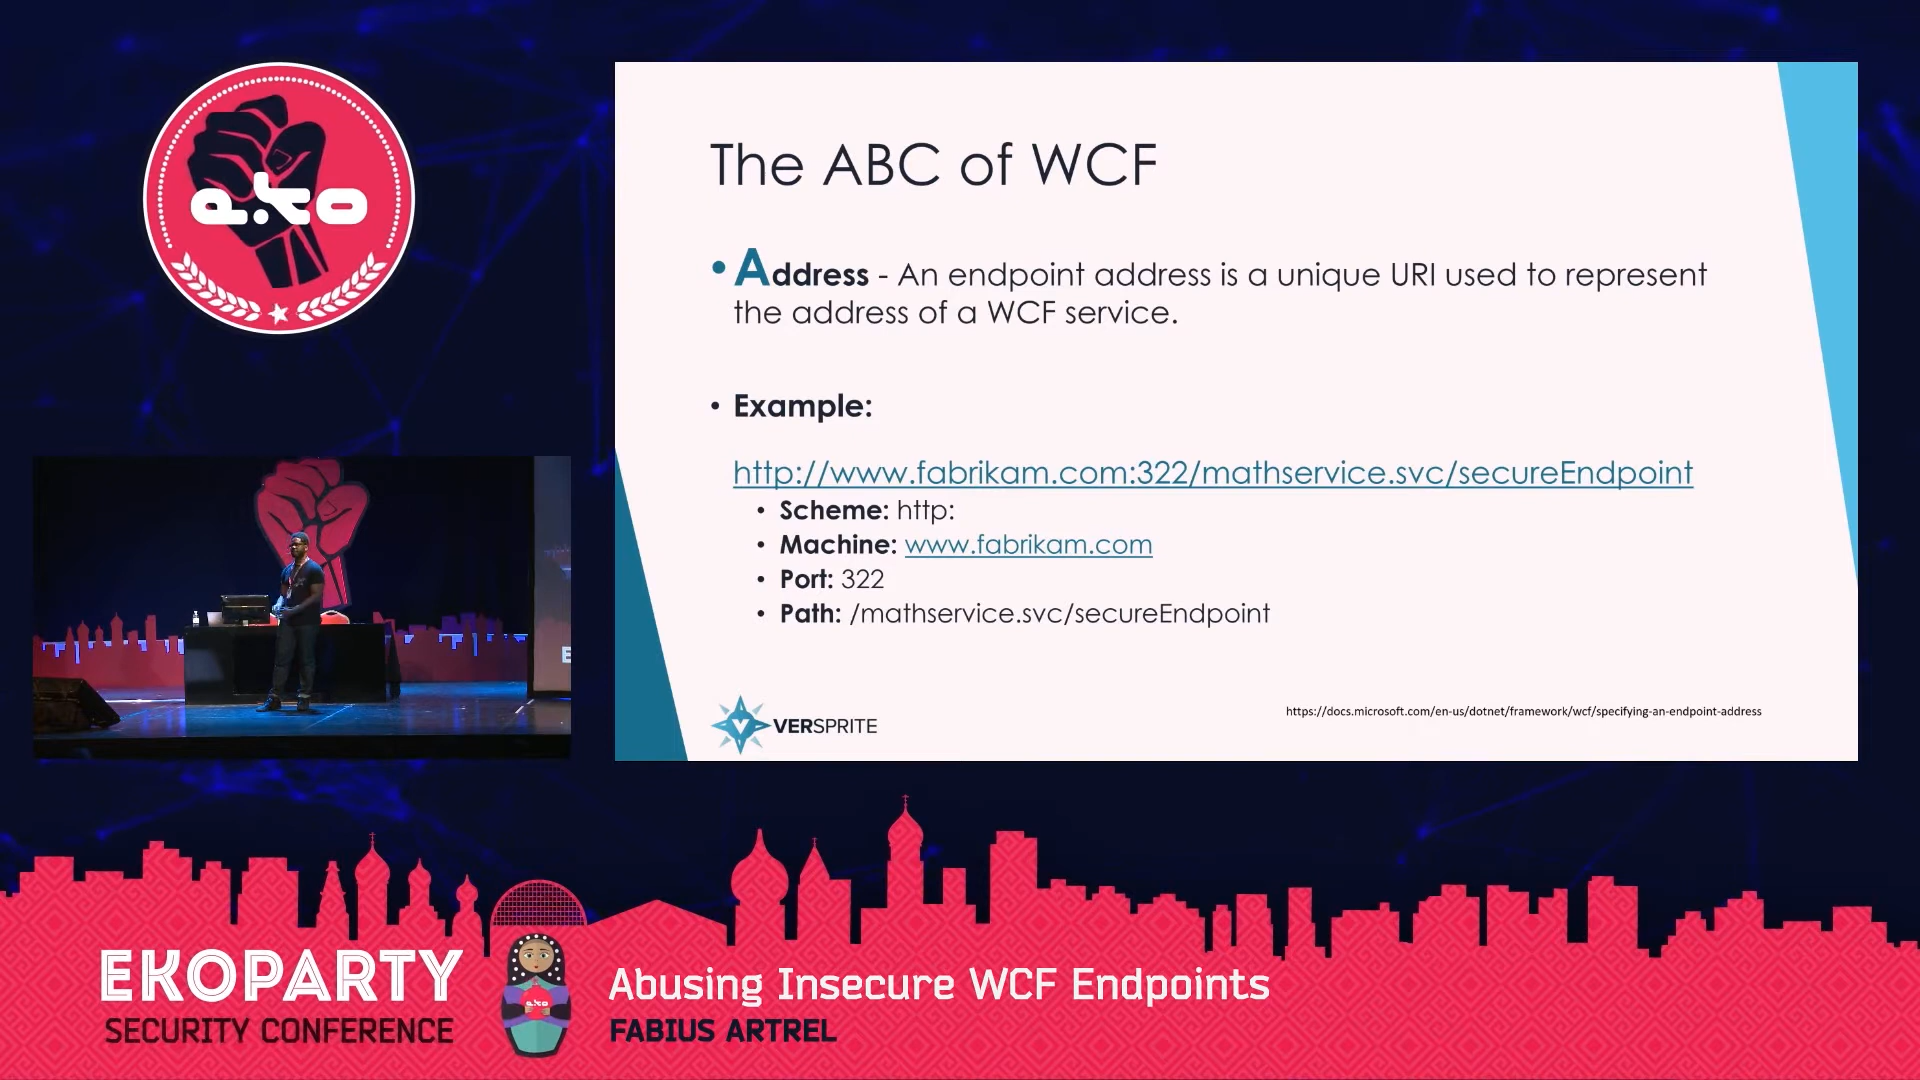 eko
The ABC of WCF
• Address - An endpoint address is a unique URI used to represent
the address of a WCF service.
• Example:
http://www.fabrikam.com:322/mathservice.svc/secureEndpoint
• Scheme: http:
• Machine: www.fabrikam.com
• Port: 322
• Path: /mathservice.svc/secureEndpoint
VERSPRITE
https://docs.microsoft.com/en-us/dotnet/framework/wcf/specifying-an-endpoint-address
EKOPARTY
SECURITY CONFERENCE
eko
Abusing Insecure WCF Endpoints
FABIUS ARTREL